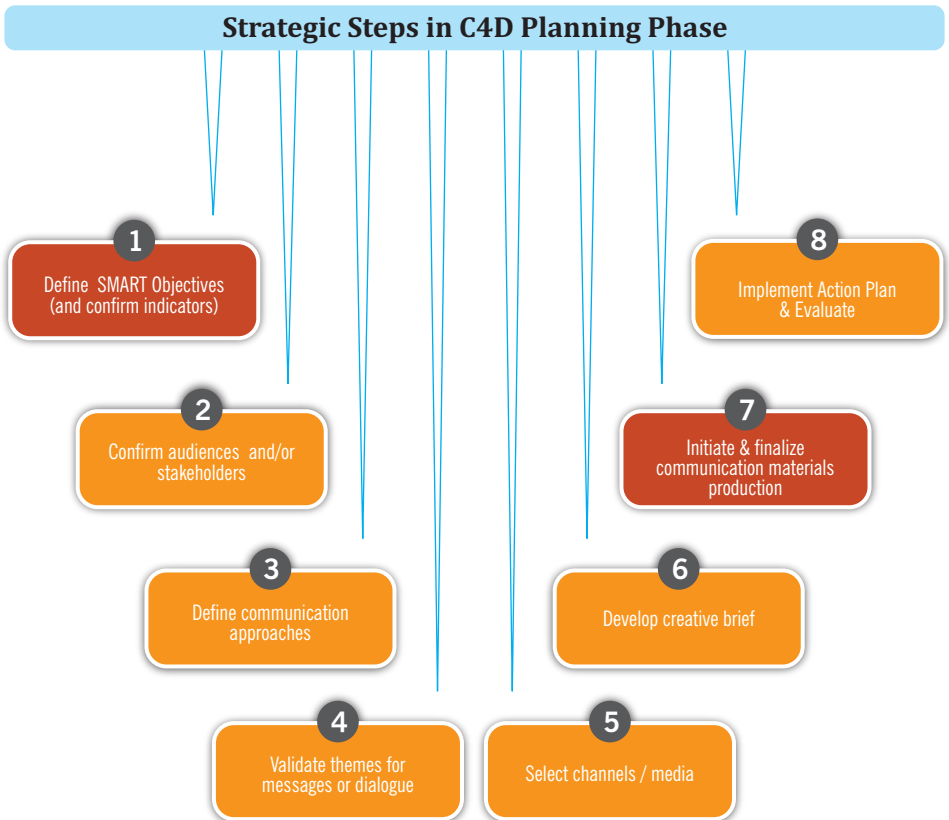 Strategic Steps in C4D Planning Phase
1
Define SMART Objectives
(and confirm indicators)
2
Confirm audiences and/or
stakeholders
3
Define communication
approaches
4
Validate themes for
messages or dialogue
5
Select channels / media
6
Develop creative brief
7
Initiate & finalize
communication materials
production
8
Implement Action Plan
& Evaluate